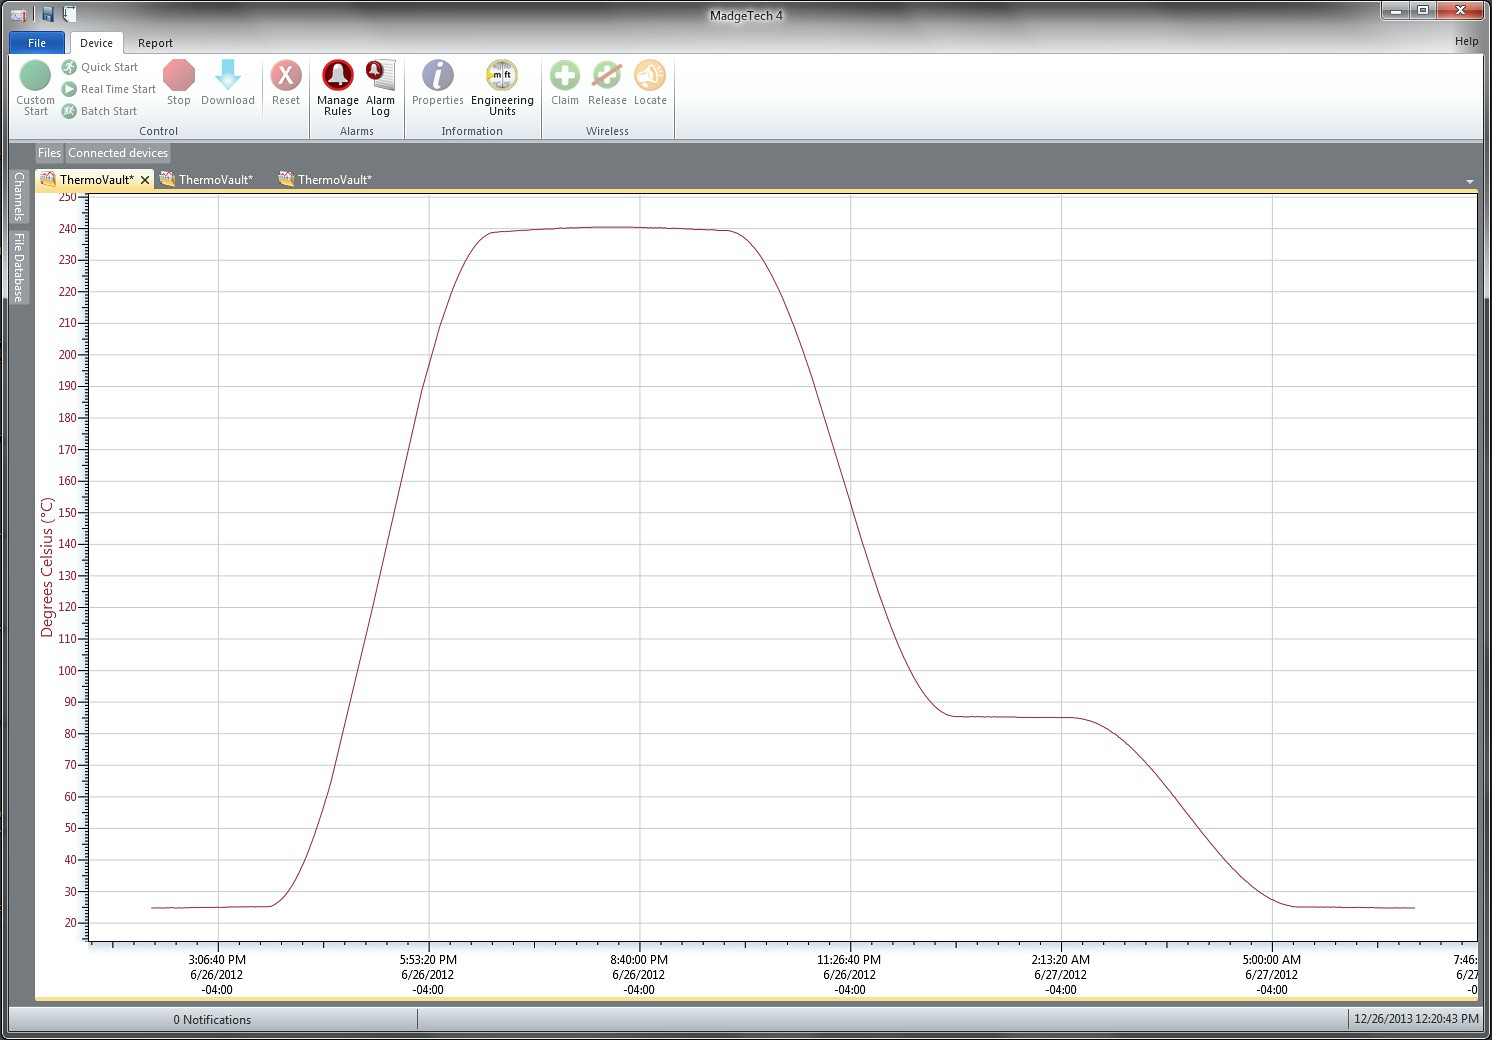 MadgeTech 4
File
Device
Report
Help
Custom
Start
Quick Start
Real Time Start
Batch Start
Stop
Download
Reset
Control
Manage
Rules
Alarm
Log
Alarms
Properties
m ft
Engineering
Units
Information
Claim
Release
Locate
Wireless
Files
Connected devices
Channels
File Database
ThermoVault*
ThermoVault*
ThermoVault*
Degrees Celsius (°C)
250
240
230
220
210
200
190
180
170
160
150
140
130
120
110
100
90
80
70
60
50
40
30
20
3:06:40 PM
6/26/2012
-04:00
5:53:20 PM
6/26/2012
-04:00
8:40:00 PM
6/26/2012
-04:00
11:26:40 PM
6/26/2012
-04:00
2:13:20 AM
6/27/2012
-04:00
5:00:00 AM
6/27/2012
-04:00
7:46:
6/27
-0
0 Notifications
12/26/2013 12:20:43 PM